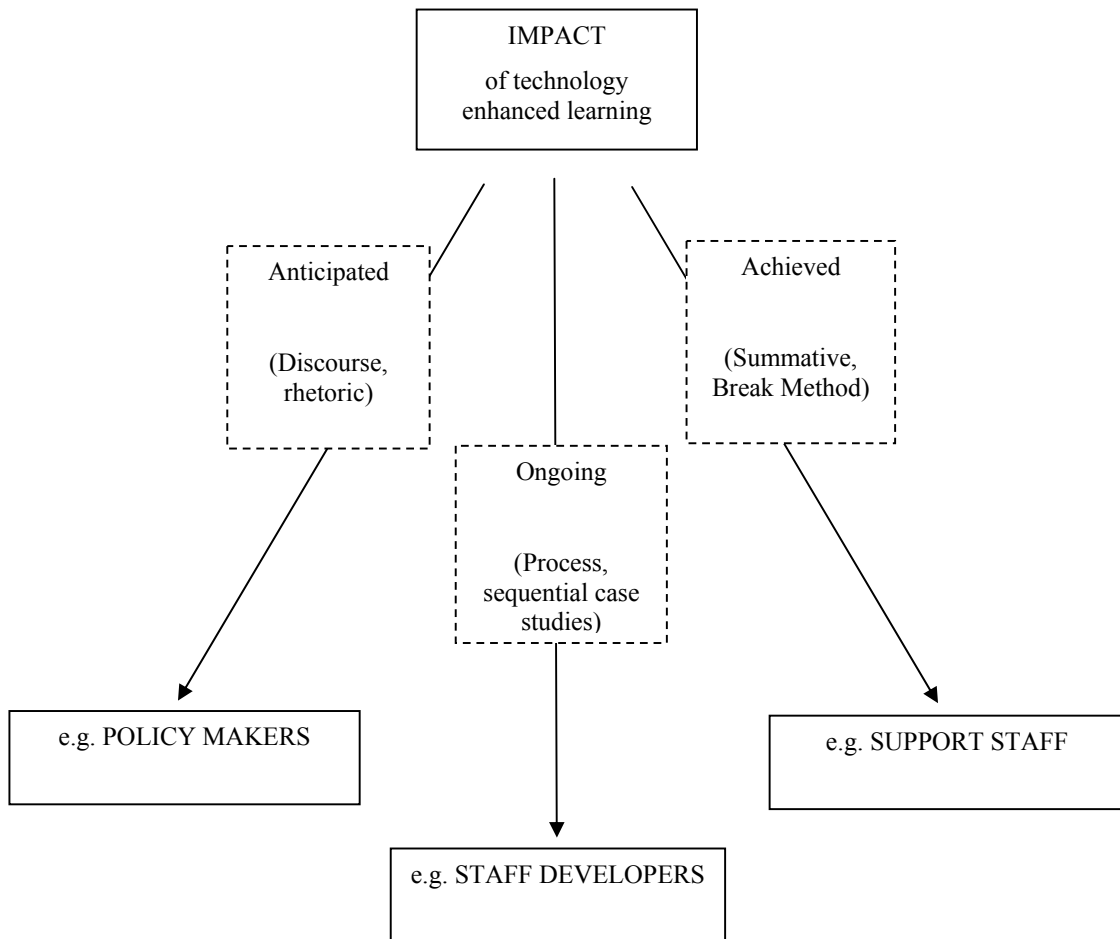 IMPACT
of technology
enhanced learning
Anticipated
(Discourse,
rhetoric)
Achieved
(Summative,
Break Method)
Ongoing
(Process,
sequential case
studies)
e.g. POLICY MAKERS
e.g. SUPPORT STAFF
e.g. STAFF DEVELOPERS